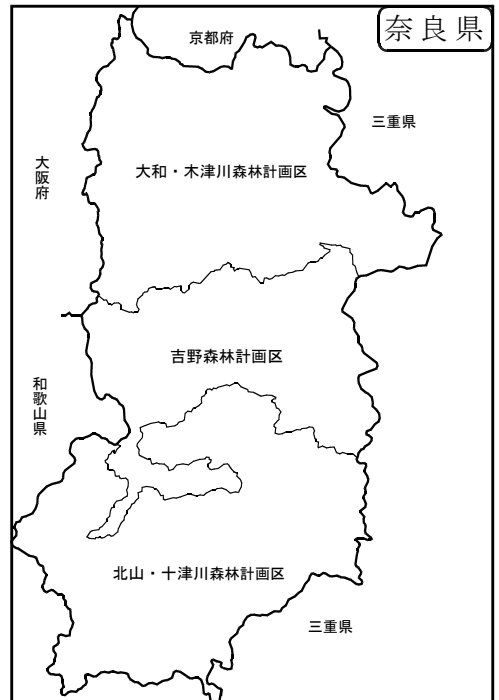 奈良県
京都府
三重県
大阪府
大和・木津川森林計画区
吉野森林計画区
和歌山県
北山・十津川森林計画区
三重県